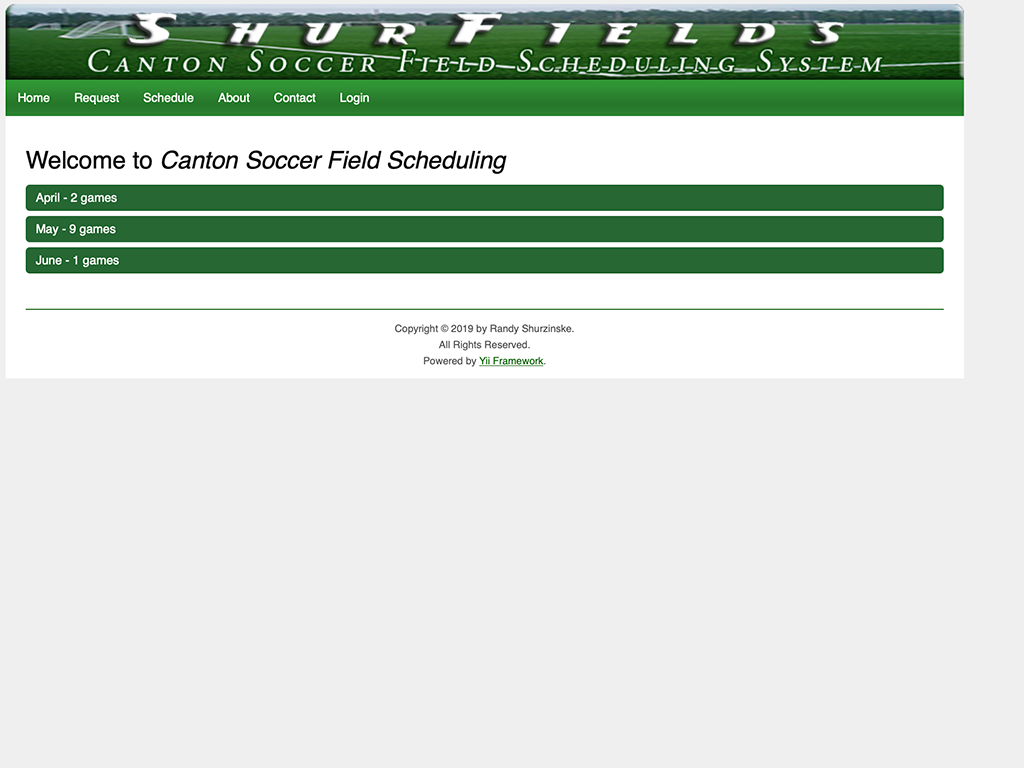 ShurFields
Canton Soccer Field Scheduling System
Home Request Schedule About Contact Login
Welcome to Canton Soccer Field Scheduling
April - 2 games
May - 9 games
June - 1 games
Copyright © 2019 by Randy Shurzinske.
All Rights Reserved.
Powered by Yii Framework.